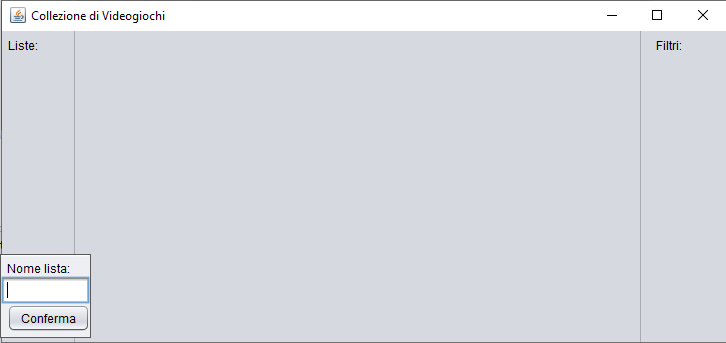 Collezione di Videogiochi
Liste:
Filtri:
Nome lista:
Conferma